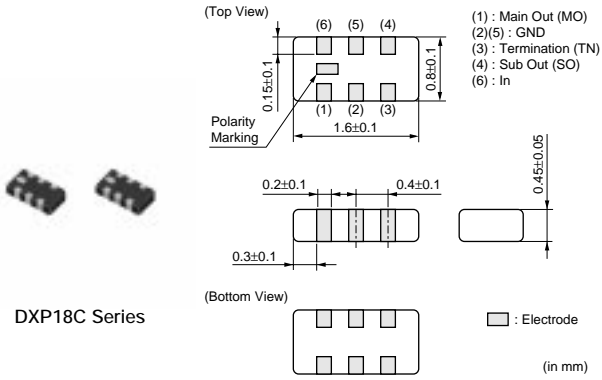 (Top View)
(6) (5) (4)
(1) : Main Out (MO)
(2)(5) : GND
(3) : Termination (TN)
(4) : Sub Out (SO)
(6) : In
0.15±0.1
0.8±0.1
Polarity
Marking
(1) (2) (3)
1.6±0.1
0.2±0.1
0.4±0.1
0.45±0.05
0.3±0.1
(Bottom View)
DXP18C Series
: Electrode
(in mm)